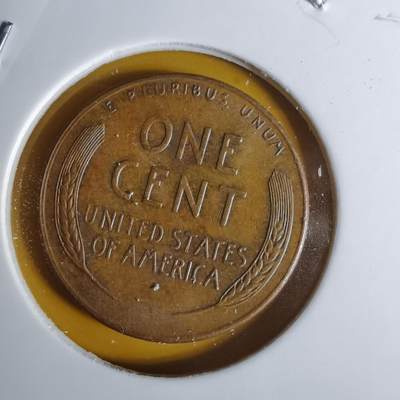 E PLURIBUS UNUM
ONE
CENT
UNITED STATES
OF AMERICA